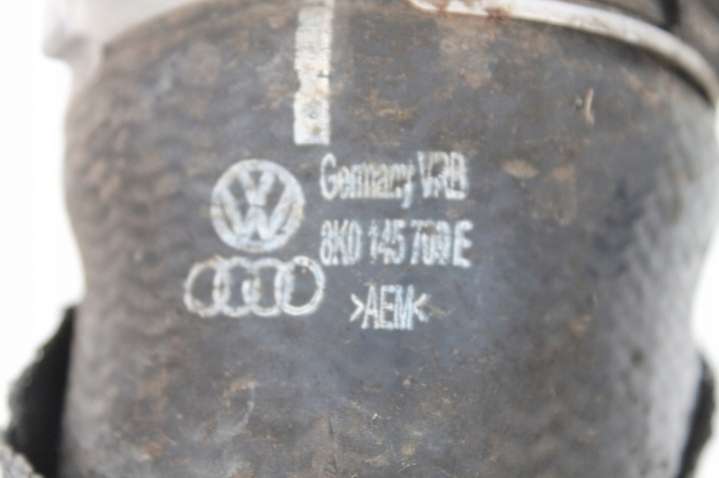 Germany VRB
8K0 145 709 E
>AEM<